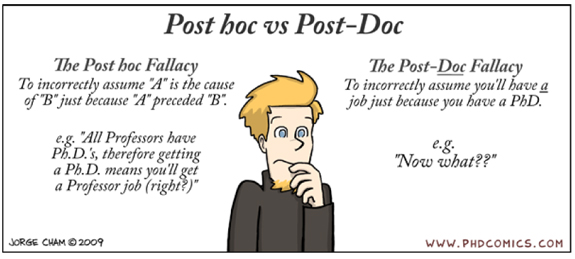 Post hoc vs Post-Doc
The Post hoc Fallacy
To incorrectly assume "A" is the cause
of "B" just because "A" preceded "B".
e.g. "All Professors have
Ph.D.'s, therefore getting
a Ph.D. means you'll get
a Professor job (right?)"
The Post-Doc Fallacy
To incorrectly assume you'll have a
job just because you have a PhD.
e.g.
"Now what??"
JORGE CHAM © 2009
WWW.PHDCOMICS.COM